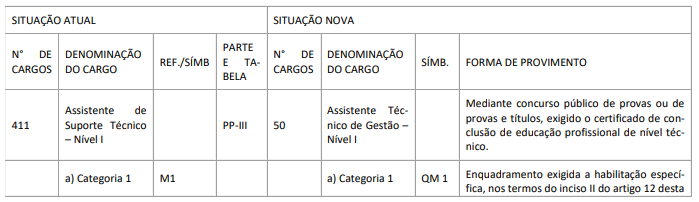 SITUAÇÃO ATUAL
SITUAÇÃO NOVA
N° DE
CARGOS
DENOMINAÇÃO
DO CARGO
REF./SÍMB
PARTE
E TA-
BELA
N° DE
CARGOS
DENOMINAÇÃO
DO CARGO
SÍMB.
FORMA DE PROVIMENTO
411
Assistente de
Suporte Técnico
– Nível I
PP-III
50
Assistente Téc-
nico de Gestão –
Nível I
Mediante concurso público de provas ou de
provas e títulos, exigido o certificado de con-
clusão de educação profissional de nível téc-
nico.
a) Categoria 1
M1
a) Categoria 1
QM 1
Enquadramento exigida a habilitação específi-
fica, nos termos do inciso II do artigo 12 desta